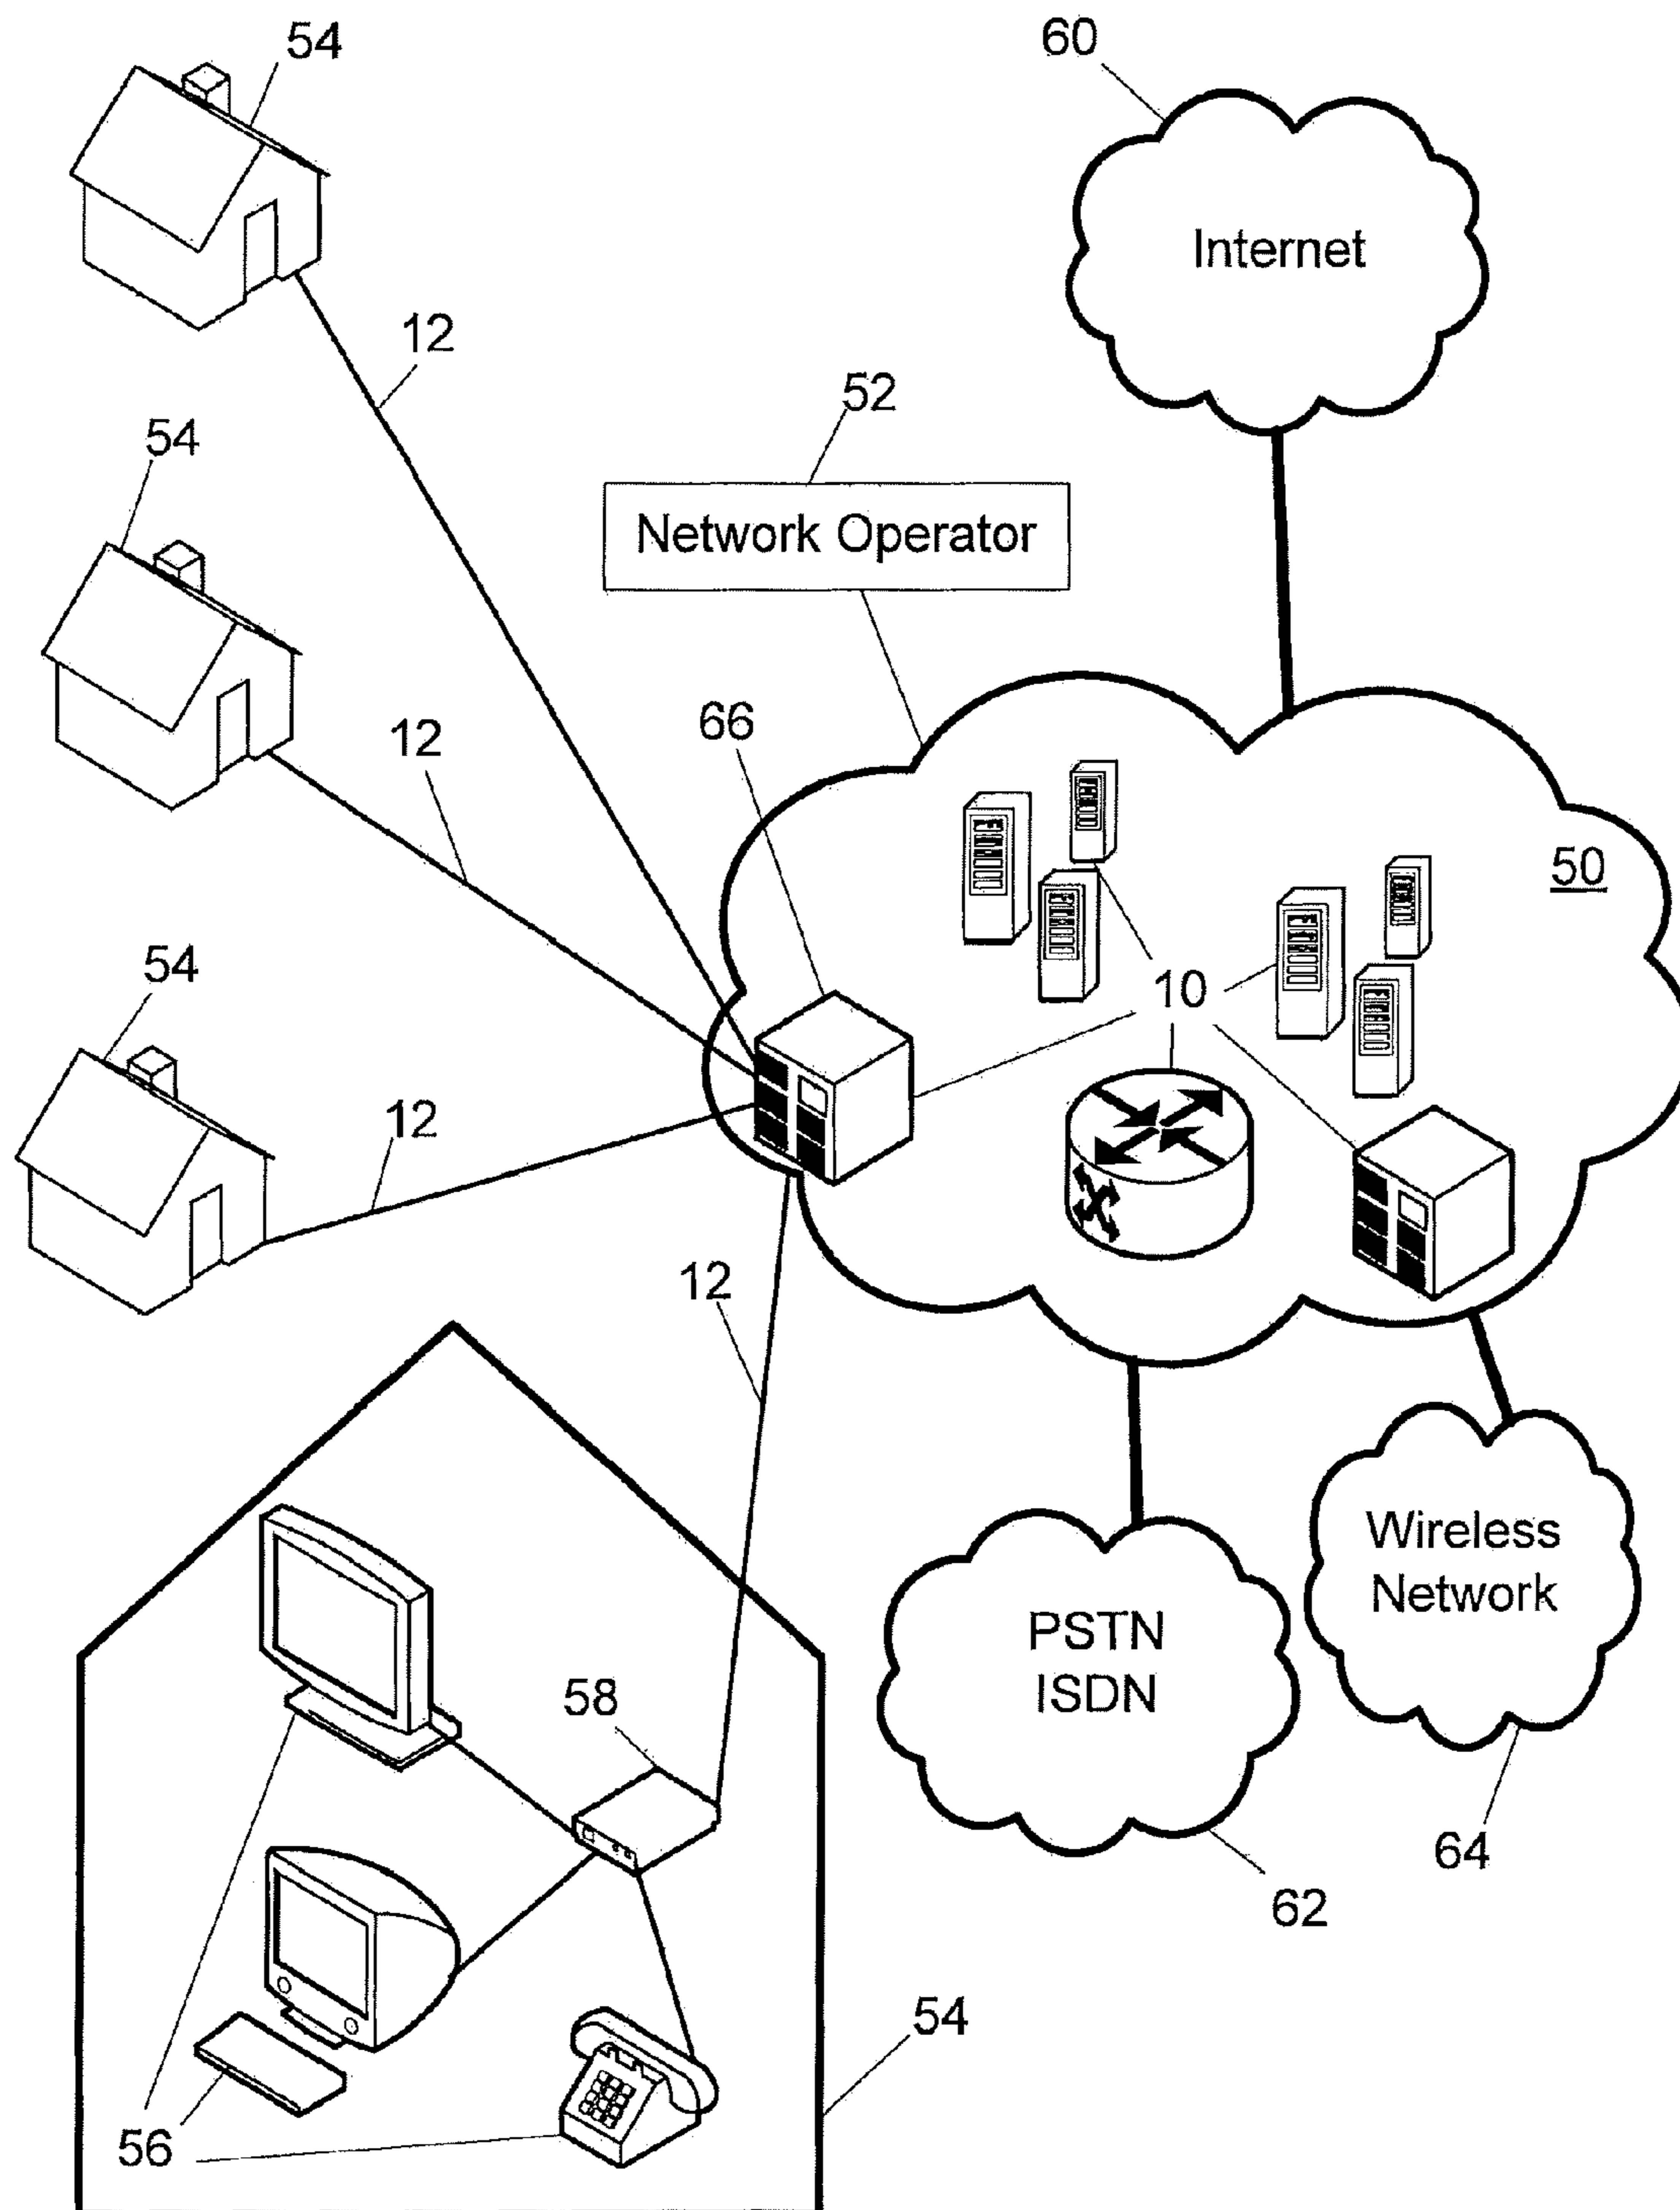 54
60
Internet
12
52
54
Network Operator
66
12
50
54
10
12
12
Wireless
Network
PSTN
ISDN
58
64
62
54
56